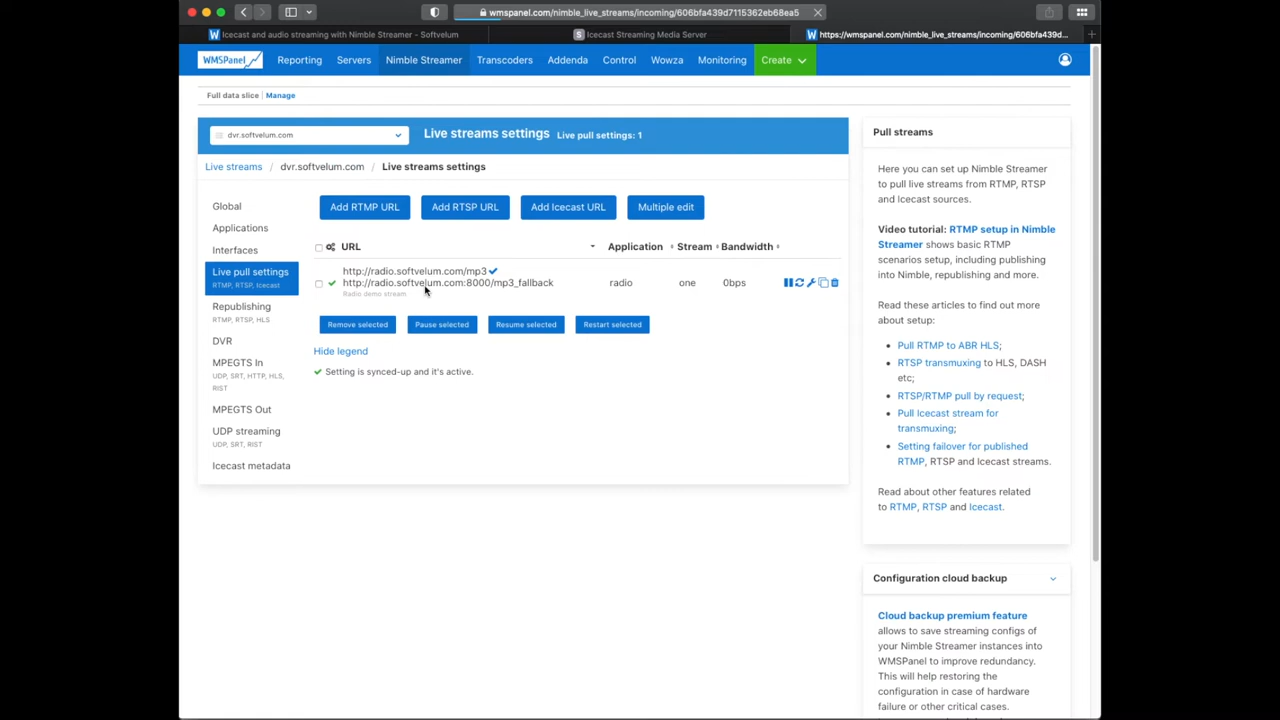 wmspanel.com/nimble_live_streams/incoming/606bfa439d7115362eb68ea5
Icecast and audio streaming with Nimble Streamer - Softvelum
Icecast Streaming Media Server
https://wmspanel.com/nimble_live_streams/incoming/606bfa439d...
WMSPanel
Reporting
Servers
Nimble Streamer
Transcoders
Addenda
Control
Wowza
Monitoring
Create
Full data slice | Manage
dvr.softvelum.com
Live streams settings
Live pull settings: 1
Live streams / dvr.softvelum.com / Live streams settings
Global
Applications
Interfaces
Live pull settings
RTMP, RTSP, Icecast
Republishing
RTMP, RTSP, HLS
DVR
MPEGTS In
UDP, SRT, HTTP, HLS,
RIST
MPEGTS Out
UDP streaming
UDP, SRT, RIST
Icecast metadata
Add RTMP URL
Add RTSP URL
Add Icecast URL
Multiple edit
URL
Application
Stream
Bandwidth
http://radio.softvelum.com/mp3
http://radio.softvelum.com:8000/mp3_fallback
Radio demo stream
radio
one
0bps
Remove selected
Pause selected
Resume selected
Restart selected
Hide legend
Setting is synced-up and it's active.
Pull streams
Here you can set up Nimble Streamer
to pull live streams from RTMP, RTSP
and Icecast sources.
Video tutorial: RTMP setup in Nimble
Streamer shows basic RTMP
scenarios setup, including publishing
into Nimble, republishing and more.
Read these articles to find out more
about setup:
Pull RTMP to ABR HLS;
RTSP transmuxing to HLS, DASH
etc;
RTSP/RTMP pull by request;
Pull Icecast stream for
transmuxing;
Setting failover for published
RTMP, RTSP and Icecast streams.
Read about other features related
to RTMP, RTSP and Icecast.
Configuration cloud backup
Cloud backup premium feature
allows to save streaming configs of
your Nimble Streamer instances into
WMSPanel to improve redundancy.
This will help restoring the
configuration in case of hardware
failure or other critical cases.